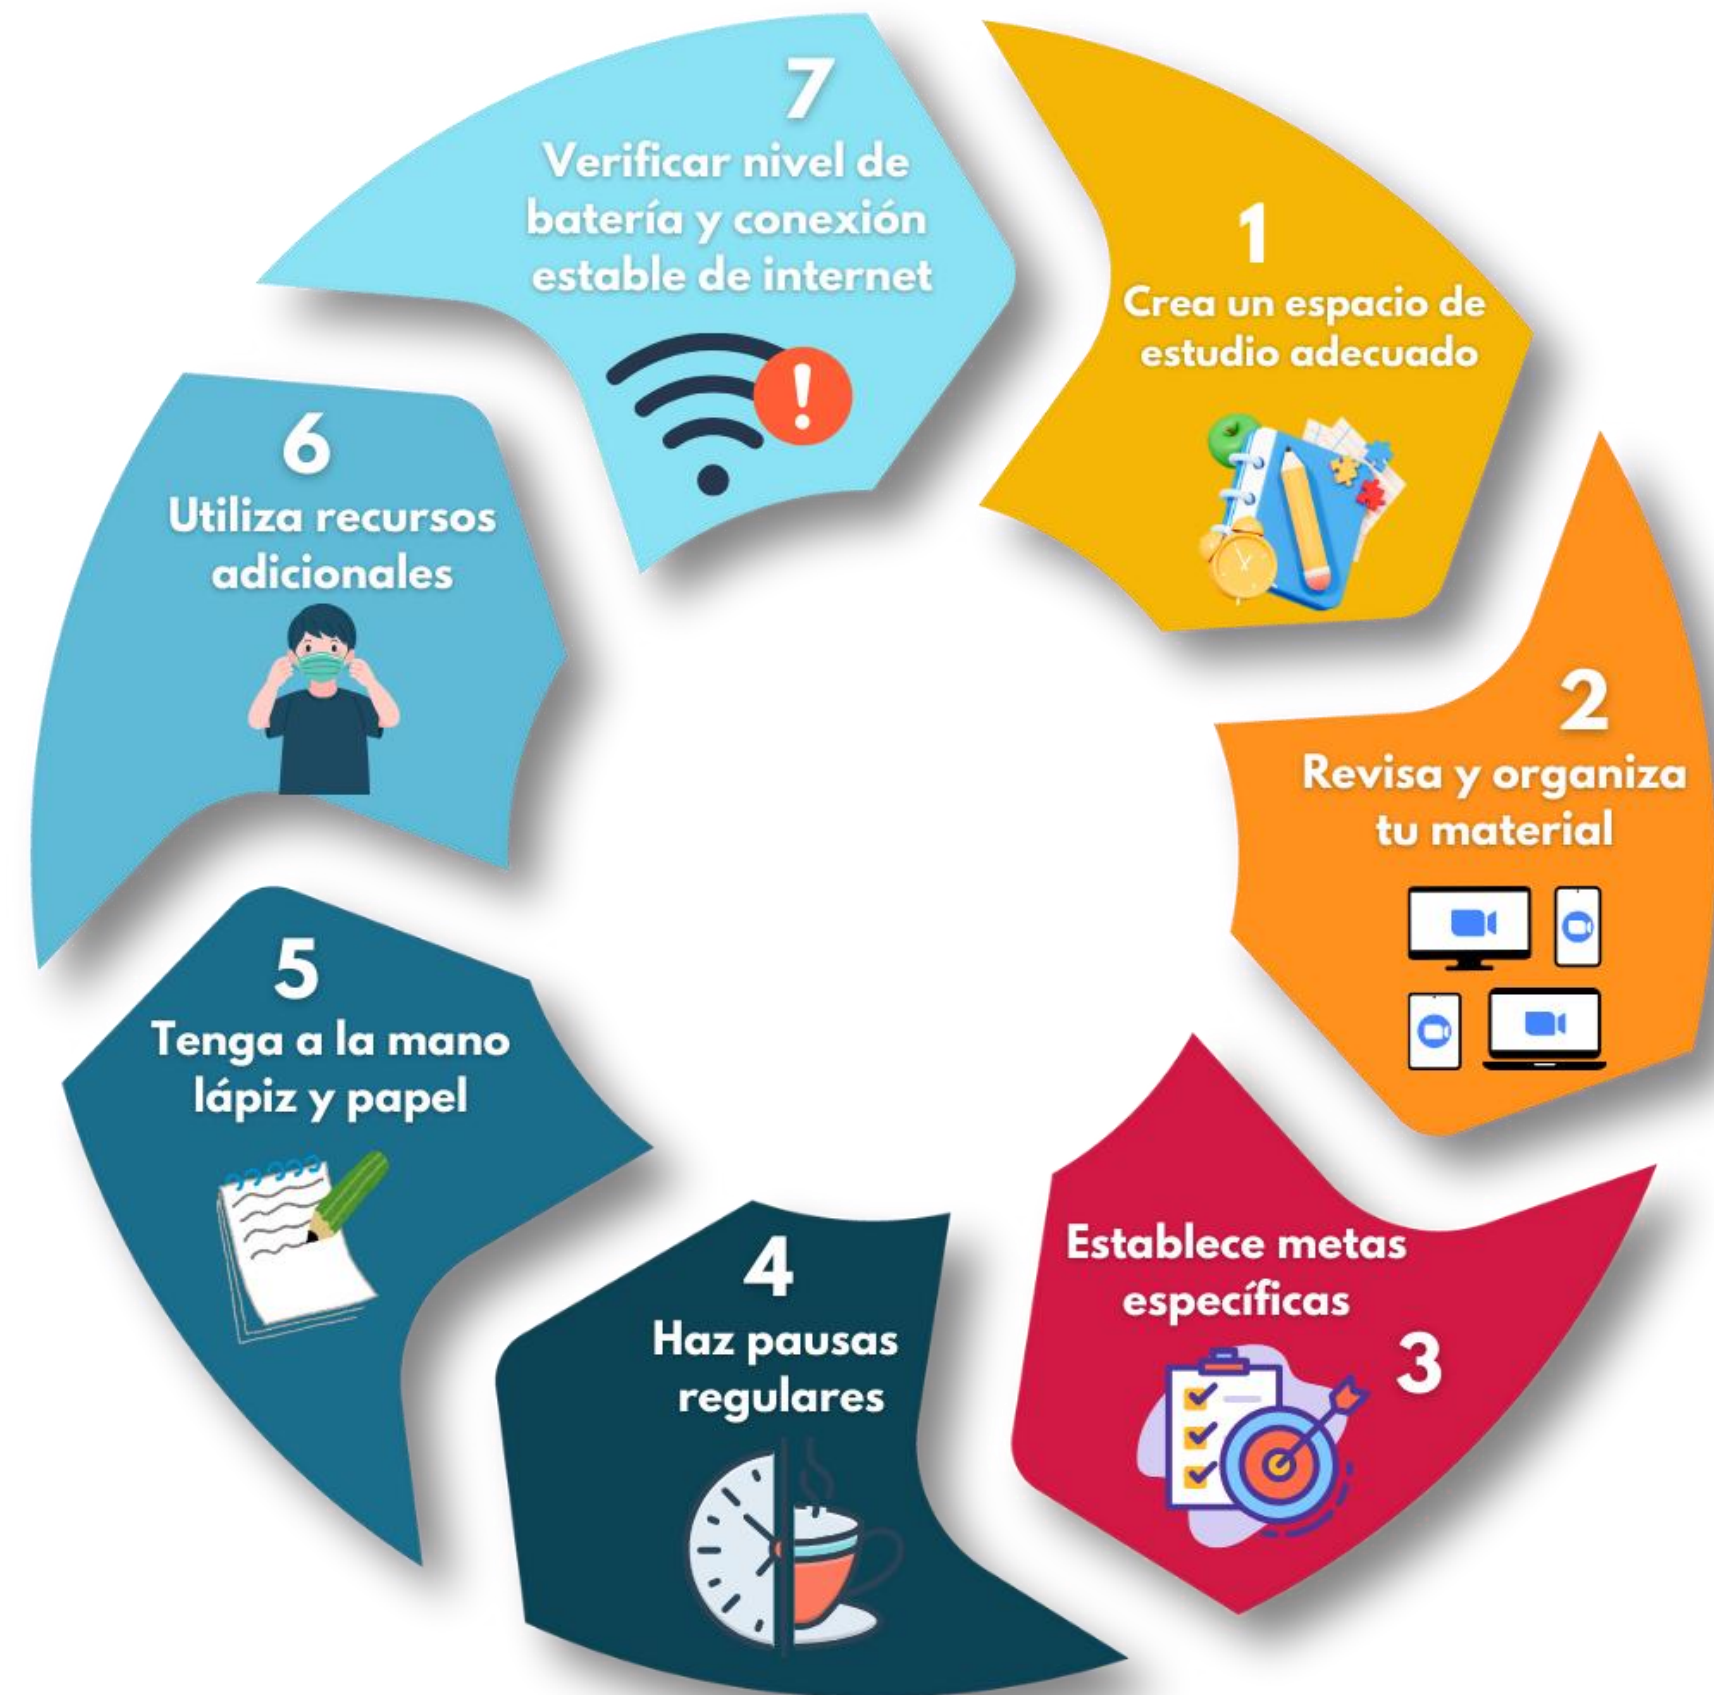 1
Crea un espacio de
estudio adecuado
2
Revisa y organiza
tu material
Establece metas
específicas
3
4
Haz pausas
regulares
5
Tenga a la mano
lápiz y papel
6
Utiliza recursos
adicionales
7
Verificar nivel de
batería y conexión
estable de internet
!